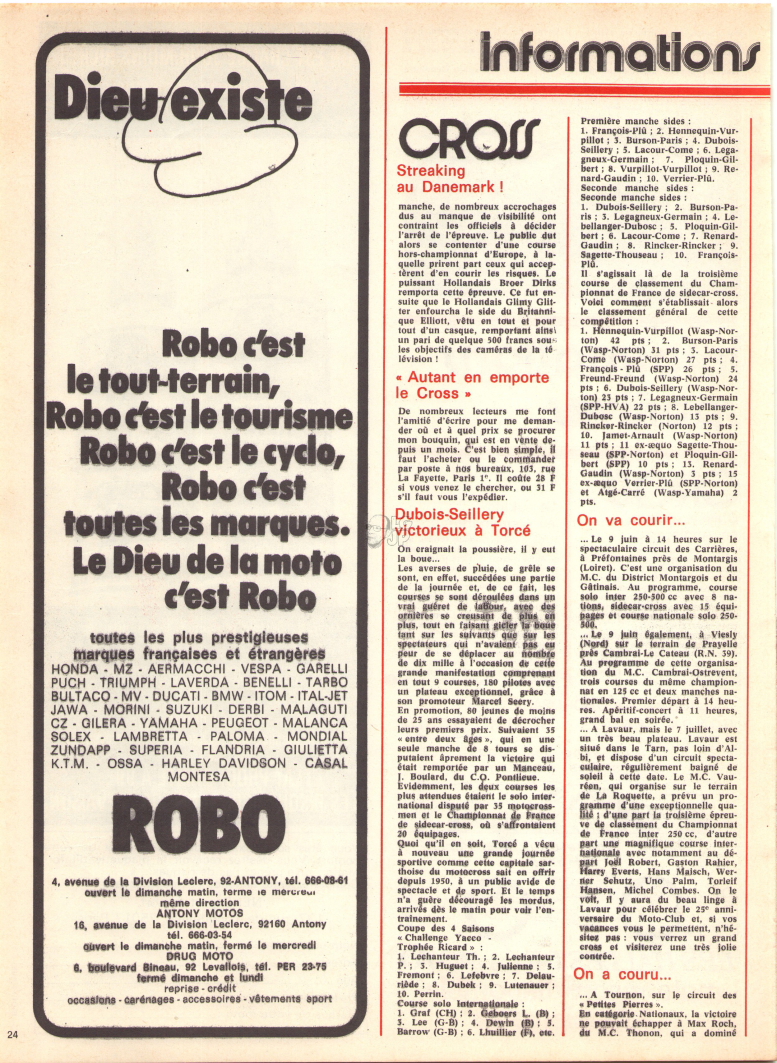 Dieu existe
Robo c'est
le tout-terrain,
Robo c'est le tourisme
Robo c'est le cyclo,
Robo c'est
toutes les marques.
Le Dieu de la moto
c'est Robo
toutes les plus prestigieuses
marques françaises et étrangères
HONDA - MZ - AERMACCHI - VESPA - GARELLI
PUCH - TRIUMPH - LAVERDA - BENELLI - TARBO
BULTACO - MV - DUCATI - BMW - ITOM - ITAL-JET
JAWA - MORINI - SUZUKI - DERBI - MALAGUTI
CZ - GILERA - YAMAHA - PEUGEOT - MALANCA
SOLEX - LAMBRETTA - PALOMA - MONDIAL
ZUNDAPP - SUPERIA - FLANDRIA - GIULIETTA
K.T.M. - OSSA - HARLEY DAVIDSON - CASAL
MONTESA
ROBO
4, avenue de la Division Leclerc, 92-ANTONY, tél. 666-08-61
ouvert le dimanche matin, fermé le mercredi
même direction
ANTONY MOTOS
16, avenue de la Division Leclerc, 92160 Antony
tél. 666-03-54
ouvert le dimanche matin, fermé le mercredi
DRUG MOTO
6, boulevard Bineau, 92 Levallois, tél. PER 23-75
fermé dimanche et lundi
reprise - crédit
occasions - carénages - accessoires - vêtements sport
24
informations
CROSS
Streaking
au Danemark !
manche, de nombreux accrochages
dus au manque de visibilité ont
contraint les officiels à décider
l'arrêt de l'épreuve. Le public dut
alors se contenter d'une course
hors-championnat d'Europe, à la-
quelle prirent part ceux qui accep-
tèrent d'en courir les risques. Le
puissant Hollandais Broer Dirks
remporta cette épreuve. Ce fut en-
suite que le Hollandais Glimy Glit-
ter enfourcha le side du Britanni-
que Elliott, vêtu en tout et pour
tout d'un casque, remportant ainsi
un pari de quelque 500 francs sous
les objectifs des caméras de la té
lévision !
« Autant en emporte
le Cross »
De nombreux lecteurs me font
l'amitié d'écrire pour me deman-
der où et à quel prix se procurer
mon bouquin, qui est en vente de-
puis un mois. C'est bien simple, il
faut l'acheter ou le commander
par poste à nos bureaux, 103, rue
La Fayette, Paris 1er. Il coûte 28 F
si vous venez le chercher, ou 31 F
s'il faut vous l'expédier.
Dubois-Seillery
victorieux à Torcé
On craignait la poussière, il y eut
la boue...
Les averses de pluie, de grêle se
sont, en effet, succédées une partie
de la journée et, de ce fait, les
courses se sont déroulées dans un
vrai guéret de labour, avec des
ornières se creusant de plus en
plus, tout en faisant gicler la boue
tant sur les suivants que sur les
spectateurs qui n'avaient pas eu
peur de se déplacer au nombre
de dix mille à l'occasion de cette
grande manifestation comprenant
en tout 9 courses, 180 pilotes avec
un plateau exceptionnel, grâce à
son promoteur Marcel Seery.
En promotion, 80 jeunes de moins
de 25 ans essayaient de décrocher
leurs premiers prix. Suivaient 35
« entre deux âges », qui en une
seule manche de 8 tours se dis-
putaient âprement la victoire qui
était remportée par un Manceau,
J. Boulard, du C.O. Pontlieue.
Evidemment, les deux courses les
plus attendues étaient le solo inter-
national disputé par 35 motocross-
men et le Championnat de France
de sidecar-cross, où s'affrontaient
20 équipages.
Quoi qu'il en soit, Torcé a vécu
à nouveau une grande journée
sportive comme cette capitale sar-
thoise du motocross sait en offrir
depuis 1950, à un public avide de
spectacle et de sport. Et le temps
n'a guère découragé les mordus,
arrivés dès le matin pour voir l'en-
traînement.
Coupe des 4 Saisons
« Challenge Yacco -
Trophée Ricard » :
1. Lechanteur Th. ; 2. Lechanteur
P. ; 3. Huguet ; 4. Julienne ; 5.
Fremont ; 6. Lefebvre ; 7. Delau-
riède ; 8. Dubek ; 9. Lutenauer ;
10. Perrin.
Course solo Internationale :
1. Graf (CH) ; 2. Geboers L. (B) ;
3. Lee (G-B) ; 4. Dewin (B) ; 5.
Barrow (G-B) ; 6. Lhuillier (F), etc.
Première manche sides :
1. François-Plû ; 2. Hennequin-Vur-
pillot ; 3. Burson-Paris ; 4. Dubois-
Seillery ; 5. Lacour-Come ; 6. Lega-
gneux-Germain ; 7. Ploquin-Gil-
bert ; 8. Vurpillot-Vurpillot ; 9. Re-
nard-Gaudin ; 10. Verrier-Plû.
Seconde manche sides :
Seconde manche sides :
1. Dubois-Seillery ; 2. Burson-Pa-
ris ; 3. Legagneux-Germain ; 4. Le-
bellanger-Dubosc ; 5. Ploquin-Gil-
bert ; 6. Lacour-Come ; 7. Renard-
Gaudin ; 8. Rincker-Rincker ; 9.
Sagette-Thouseau ; 10. François-
Plû.
Il s'agissait là de la troisième
course de classement du Cham-
pionnat de France de sidecar-cross.
Voici comment s'établissait alors
le classement général de cette
compétition :
1. Hennequin-Vurpillot (Wasp-Nor-
ton) 42 pts ; 2. Burson-Paris
(Wasp-Norton) 31 pts ; 3. Lacour-
Come (Wasp-Norton) 27 pts ; 4.
François - Plû (SPP) 26 pts ; 5.
Freund-Freund (Wasp-Norton) 24
pts ; 6. Dubois-Seillery (Wasp-Nor-
ton) 23 pts ; 7. Legagneux-Germain
(SPP-HVA) 22 pts ; 8. Lebellanger-
Dubosc (Wasp-Norton) 13 pts ; 9.
Rincker-Rincker (Norton) 12 pts ;
10. Jamet-Arnault (Wasp-Norton)
11 pts ; 11 ex-æquo Sagette-Thou-
seau (SPP-Norton) et Ploquin-Gil-
bert (SPP) 10 pts ; 13. Renard-
Gaudin (Wasp-Norton) 3 pts ; 15
ex-æquo Verrier-Plû (SPP-Norton)
et Atgé-Carré (Wasp-Yamaha) 2
pts.
On va courir...
... Le 9 juin à 14 heures sur le
spectaculaire circuit des Carrières,
à Préfontaines près de Montargis
(Loiret). C'est une organisation du
M.C. du District Montargois et du
Gâtinais. Au programme, course
solo inter 250-500 cc avec 8 na-
tions, sidecar-cross avec 15 équi-
pages et course nationale solo 250-
500.
...Le 9 juin également, à Viesly
(Nord) sur le terrain de Prayelle
près Cambrai-Le Cateau (R.N. 39).
Au programme de cette organisa-
tion du M.C. Cambrai-Ostrevent,
trois courses du même champion-
nat en 125 cc et deux manches na-
tionales. Premier départ à 14 heu-
res. Apéritif-concert à 11 heures,
grand bal en soirée.
... A Lavaur, mais le 7 juillet, avec
un très beau plateau. Lavaur est
situé dans le Tarn, pas loin d'Al-
bi, et dispose d'un circuit specta-
culaire, régulièrement baigné de
soleil à cette date. Le M.C. Vau-
réen, qui organise sur le terrain
de La Roquette, a prévu un pro-
gramme d'une exceptionnelle qua-
lité : d'une part la troisième épreu-
ve de classement du Championnat
de France inter 250 cc, d'autre
part une magnifique course inter-
nationale avec notamment au dé-
part Joël Robert, Gaston Rahier,
Harry Everts, Hans Maisch, Wer-
ner Schutz, Uno Palm, Torleif
Hansen, Michel Combes. On le
voit, il y aura du beau linge à
Lavaur pour célébrer le 25e anni-
versaire du Moto-Club et, si vos
vacances vous le permettent, n'hé-
sitez pas : vous verrez un grand
cross et visiterez une très jolie
contrée.
On a couru...
... A Tournon, sur le circuit des
« Petites Pierres ».
En catégorie Nationaux, la victoire
ne pouvait échapper à Max Roch,
du M.C. Thonon, qui a dominé